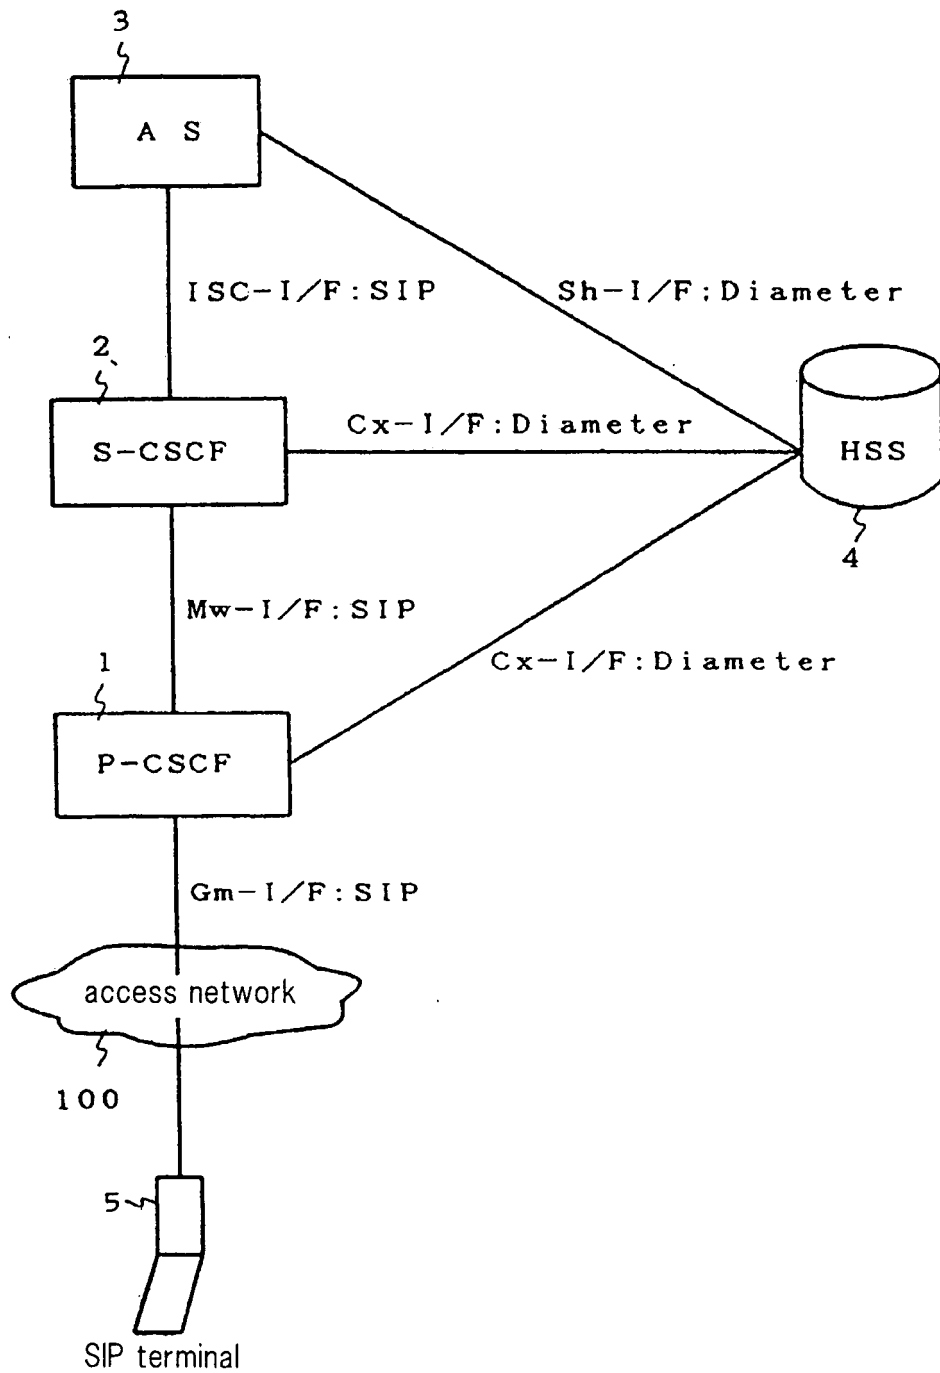 3
A S
ISC-I/F:SIP
Sh-I/F;Diameter
2
S-CSCF
Cx-I/F:Diameter
HSS
4
Mw-I/F:SIP
Cx-I/F:Diameter
1
P-CSCF
Gm-I/F:SIP
access network
100
5
SIP terminal